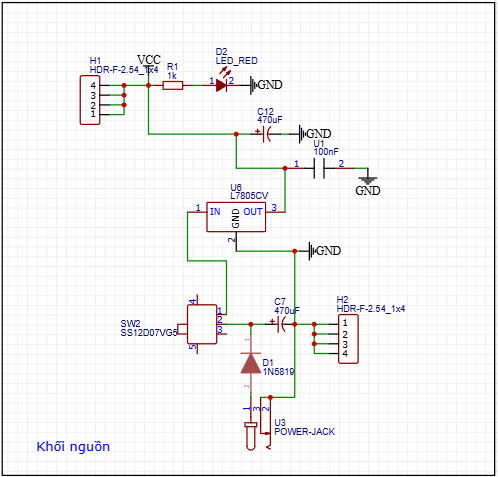 VCC
H1
HDR-F-2.54_1x4
4
3
2
1
R1
1k
D2
LED_RED
1
2
GND
C12
470uF
GND
U1
100nF
1
2
GND
U6
L7805CV
1
IN
GND
OUT
3
2
GND
SW2
SS12D07VG5
4
1
2
3
5
C7
470uF
H2
HDR-F-2.54_1x4
1
2
3
4
1
D1
1N5819
2
1
3
2
U3
POWER-JACK
Khối nguồn